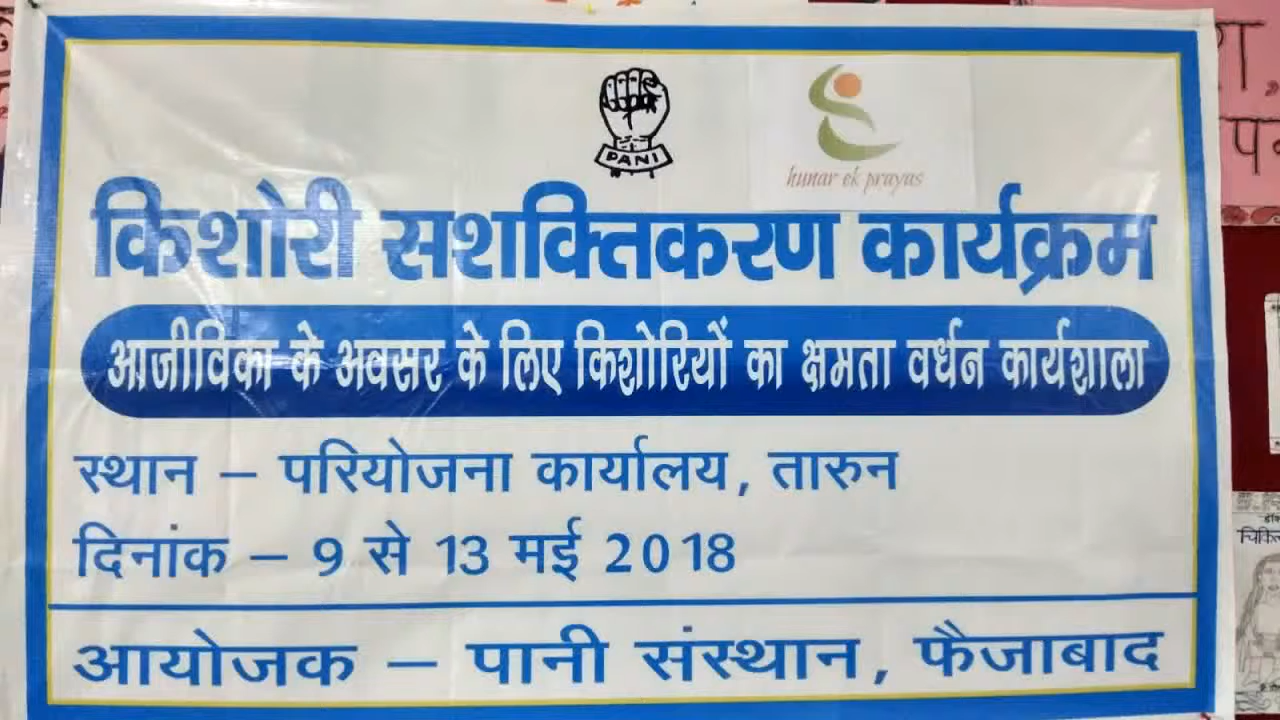 PANI
hunar ek prayas
किशोरी सशक्तिकरण कार्यक्रम
आजीविका के अवसर के लिए किशोरियों का क्षमता वर्धन कार्यशाला
स्थान – परियोजना कार्यालय, तारुन
दिनांक – 9 से 13 मई 2018
आयोजक – पानी संस्थान, फैजाबाद